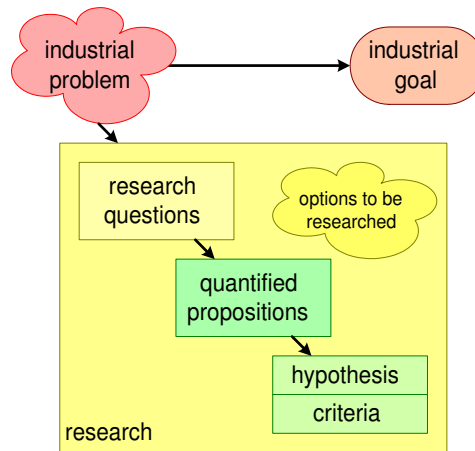 industrial
problem
industrial
goal
research
questions
options to be
researched
quantified
propositions
hypothesis
criteria
research